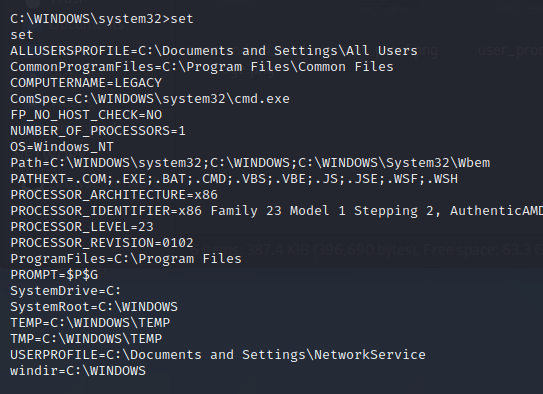 C:\WINDOWS\system32>set
set
ALLUSERSPROFILE=C:\Documents and Settings\All Users
CommonProgramFiles=C:\Program Files\Common Files
COMPUTERNAME=LEGACY
ComSpec=C:\WINDOWS\system32\cmd.exe
FP_NO_HOST_CHECK=NO
NUMBER_OF_PROCESSORS=1
OS=Windows_NT
Path=C:\WINDOWS\system32;C:\WINDOWS;C:\WINDOWS\System32\Wbem
PATHEXT=.COM;.EXE;.BAT;.CMD;.VBS;.VBE;.JS;.JSE;.WSF;.WSH
PROCESSOR_ARCHITECTURE=x86
PROCESSOR_IDENTIFIER=x86 Family 23 Model 1 Stepping 2, AuthenticAMD
PROCESSOR_LEVEL=23
PROCESSOR_REVISION=0102
ProgramFiles=C:\Program Files
PROMPT=$P$G
SystemDrive=C:
SystemRoot=C:\WINDOWS
TEMP=C:\WINDOWS\TEMP
TMP=C:\WINDOWS\TEMP
USERPROFILE=C:\Documents and Settings\NetworkService
windir=C:\WINDOWS